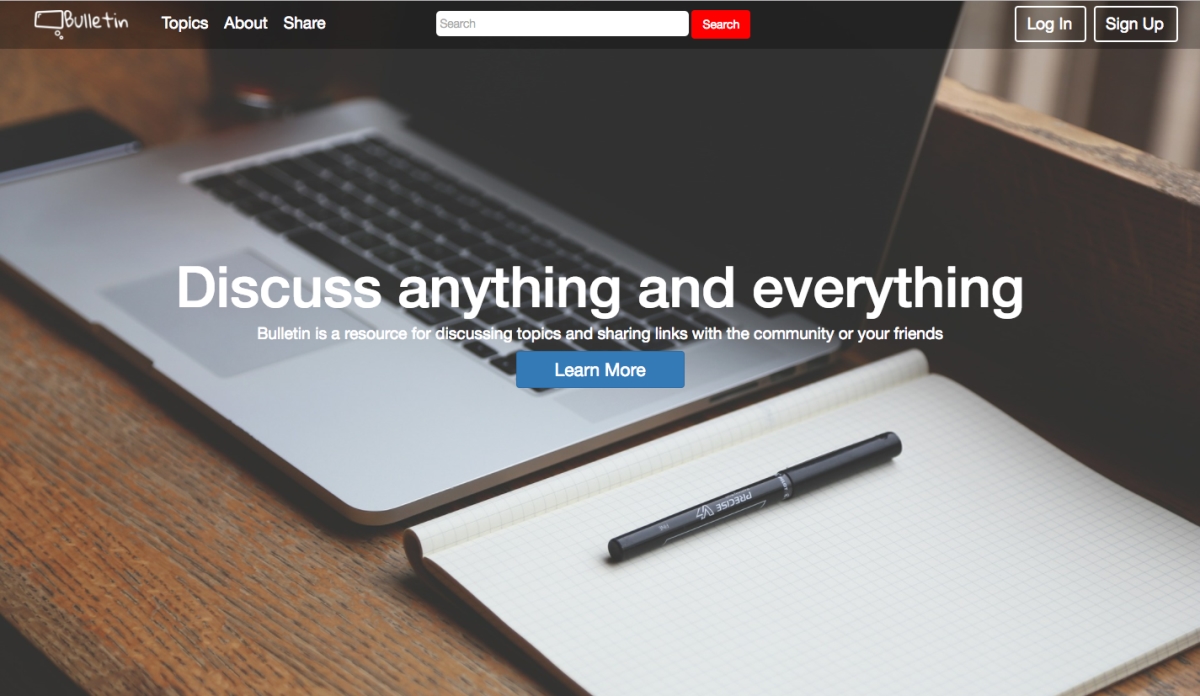 Bulletin
Topics About Share
Search Search
Log In Sign Up
Discuss anything and everything
Bulletin is a resource for discussing topics and sharing links with the community or your friends
Learn More
PRECISE V7